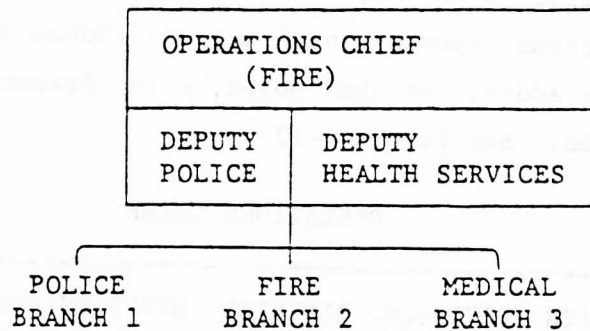 OPERATIONS CHIEF
(FIRE)
DEPUTY POLICE
DEPUTY HEALTH SERVICES
POLICE BRANCH 1
FIRE BRANCH 2
MEDICAL BRANCH 3